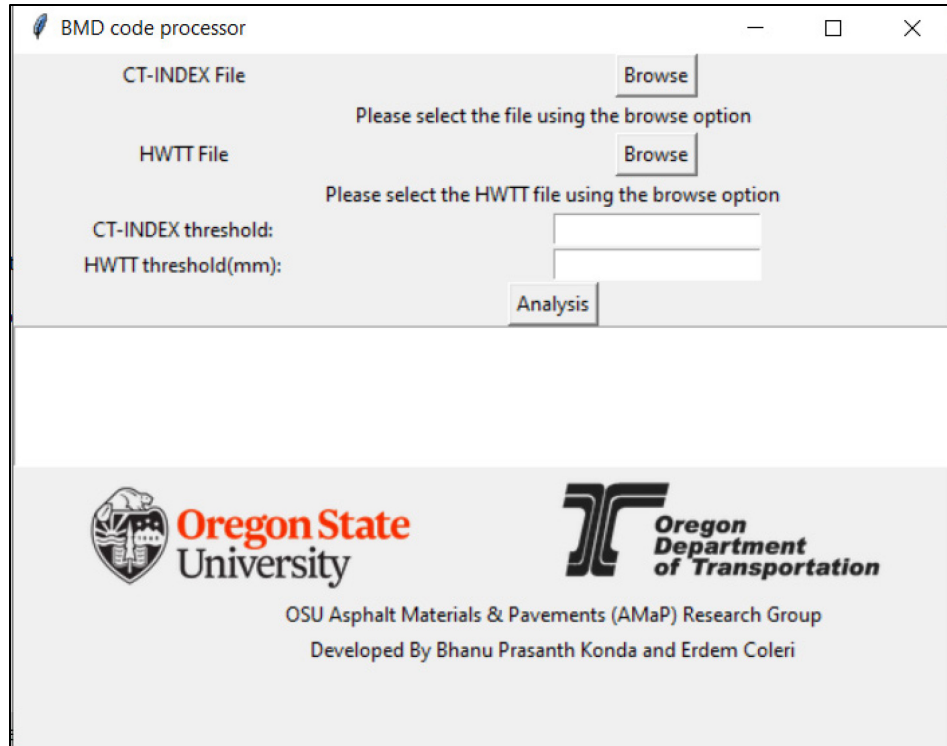 BMD code processor
CT-INDEX File Browse
Please select the file using the browse option
HWTT File Browse
Please select the HWTT file using the browse option
CT-INDEX threshold:
HWTT threshold(mm):
Analysis
Oregon State
University
Oregon
Department
of Transportation
OSU Asphalt Materials & Pavements (AMaP) Research Group
Developed By Bhanu Prasanth Konda and Erdem Coleri